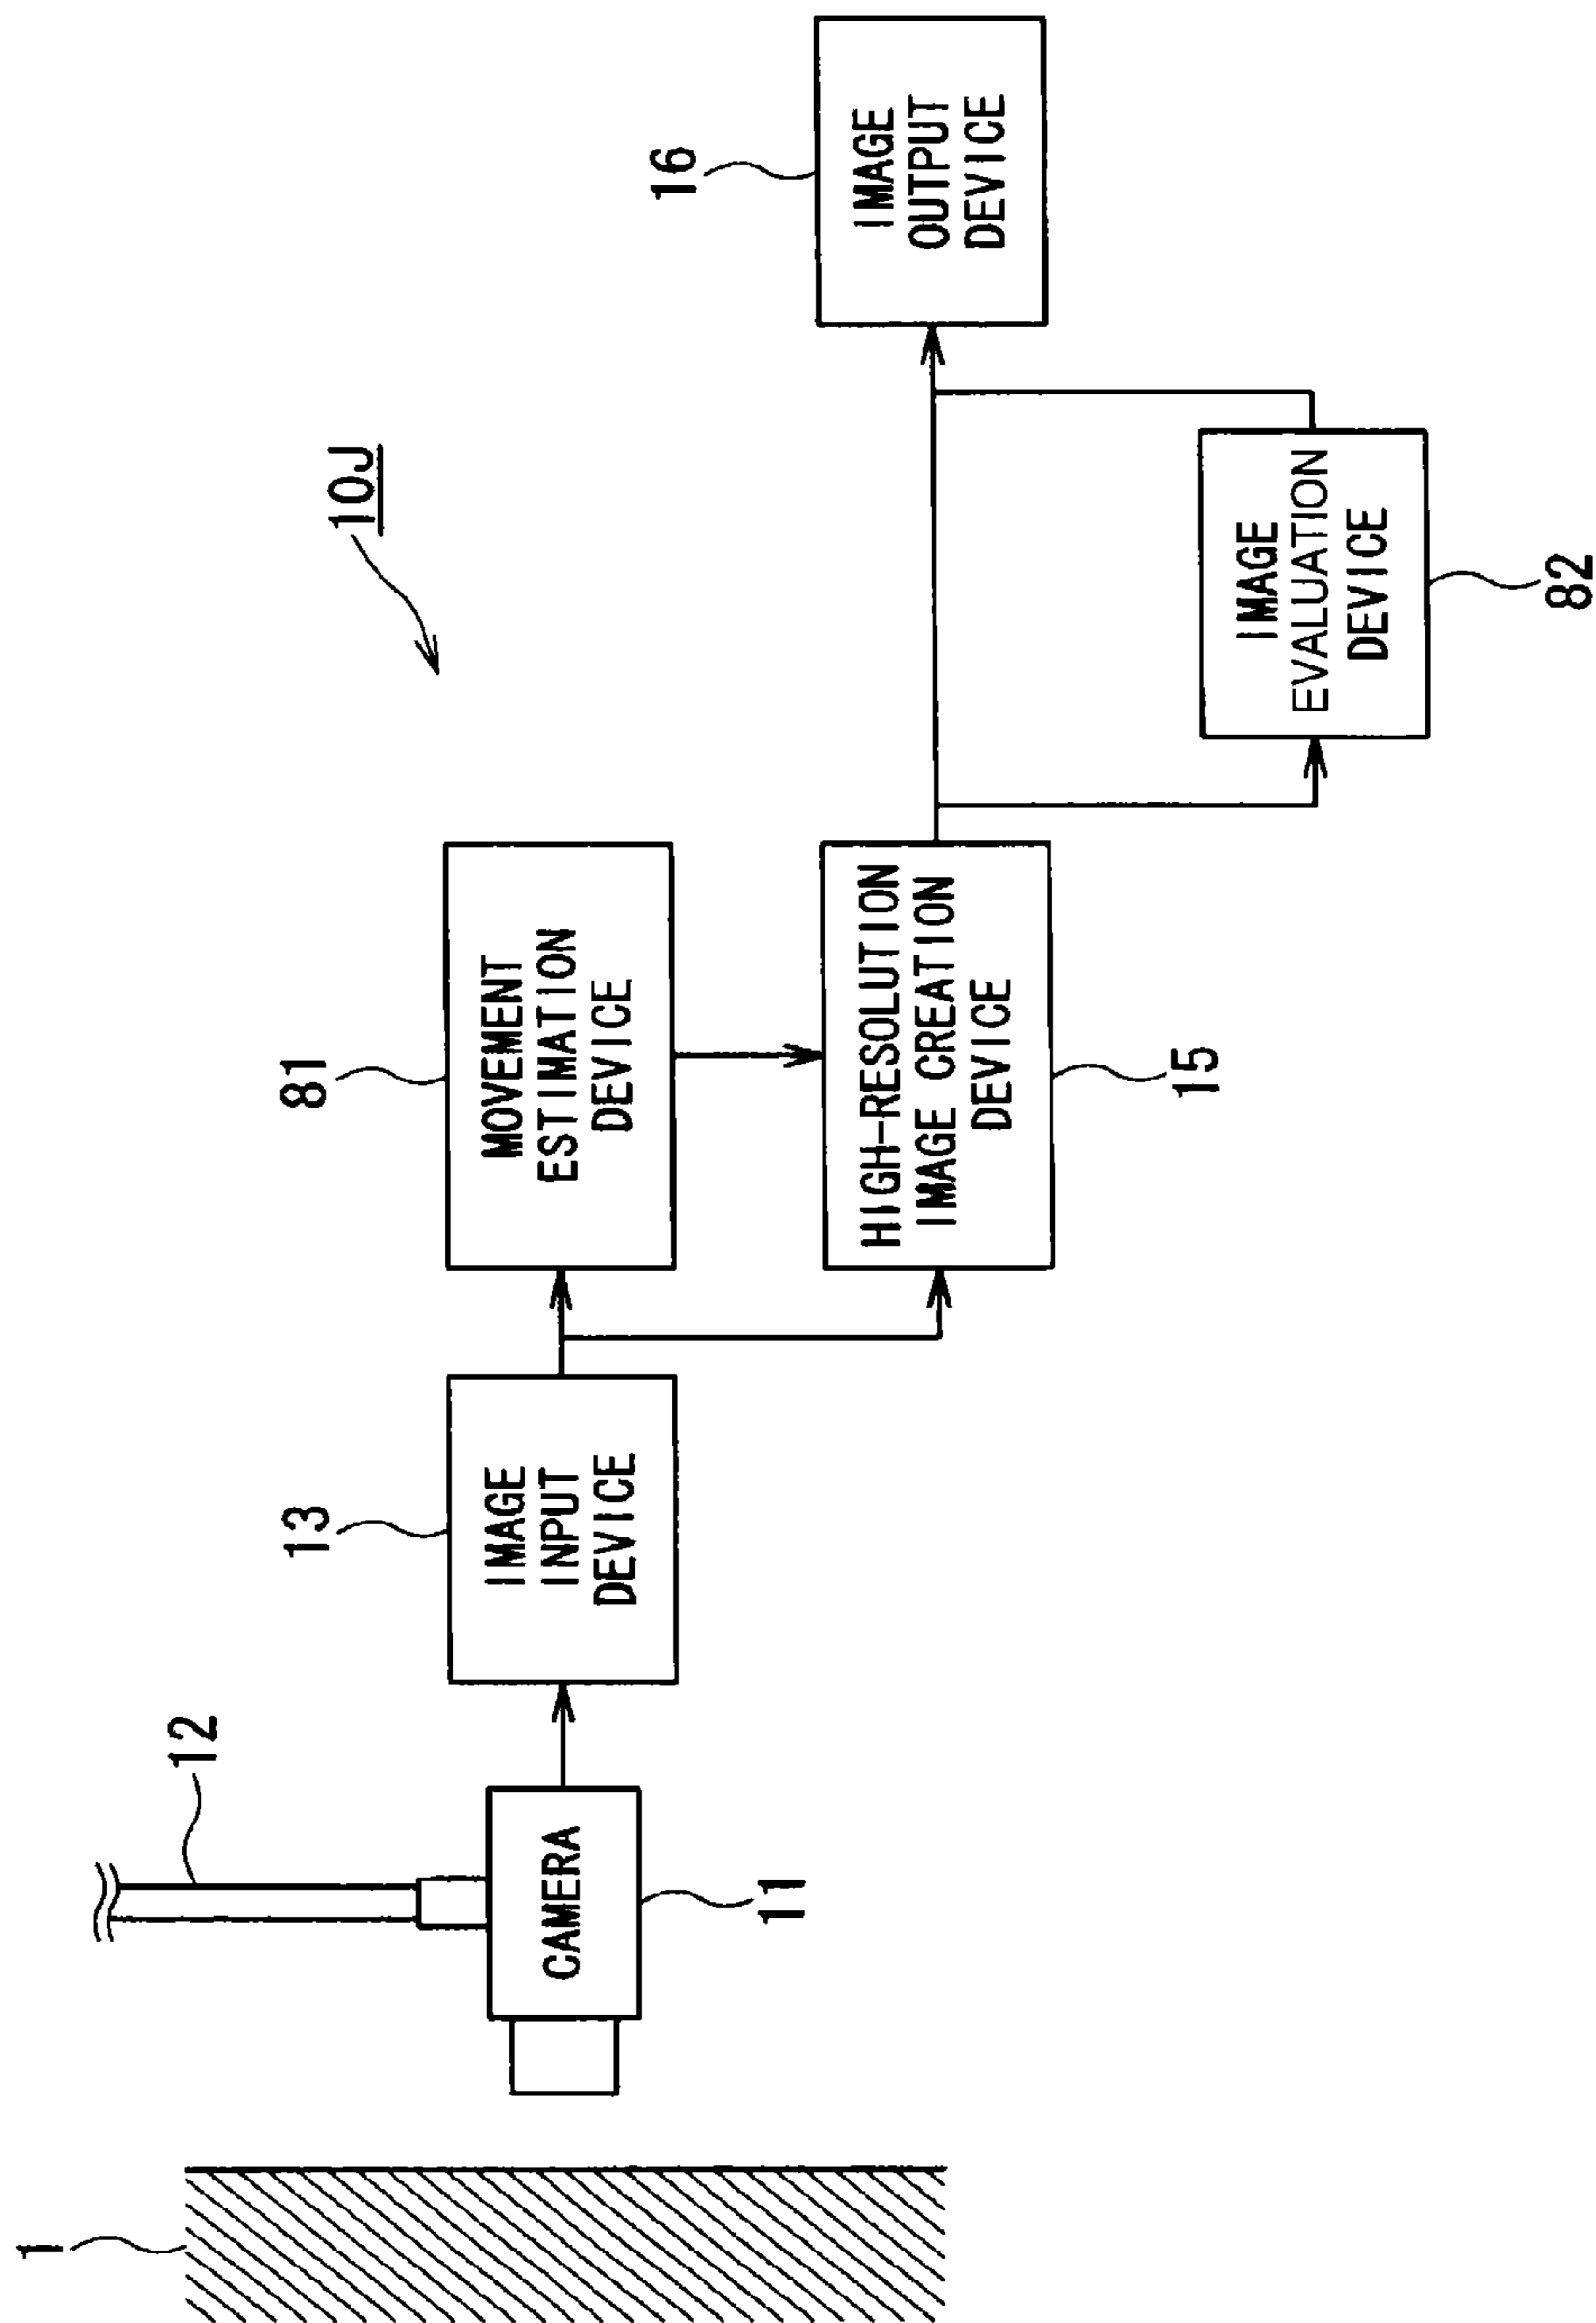 10J
1
12
CAMERA
11
13
IMAGE
INPUT
DEVICE
81
MOVEMENT
ESTIMATION
DEVICE
HIGH-RESOLUTION
IMAGE CREATION
DEVICE
15
16
IMAGE
OUTPUT
DEVICE
IMAGE
EVALUATION
DEVICE
82